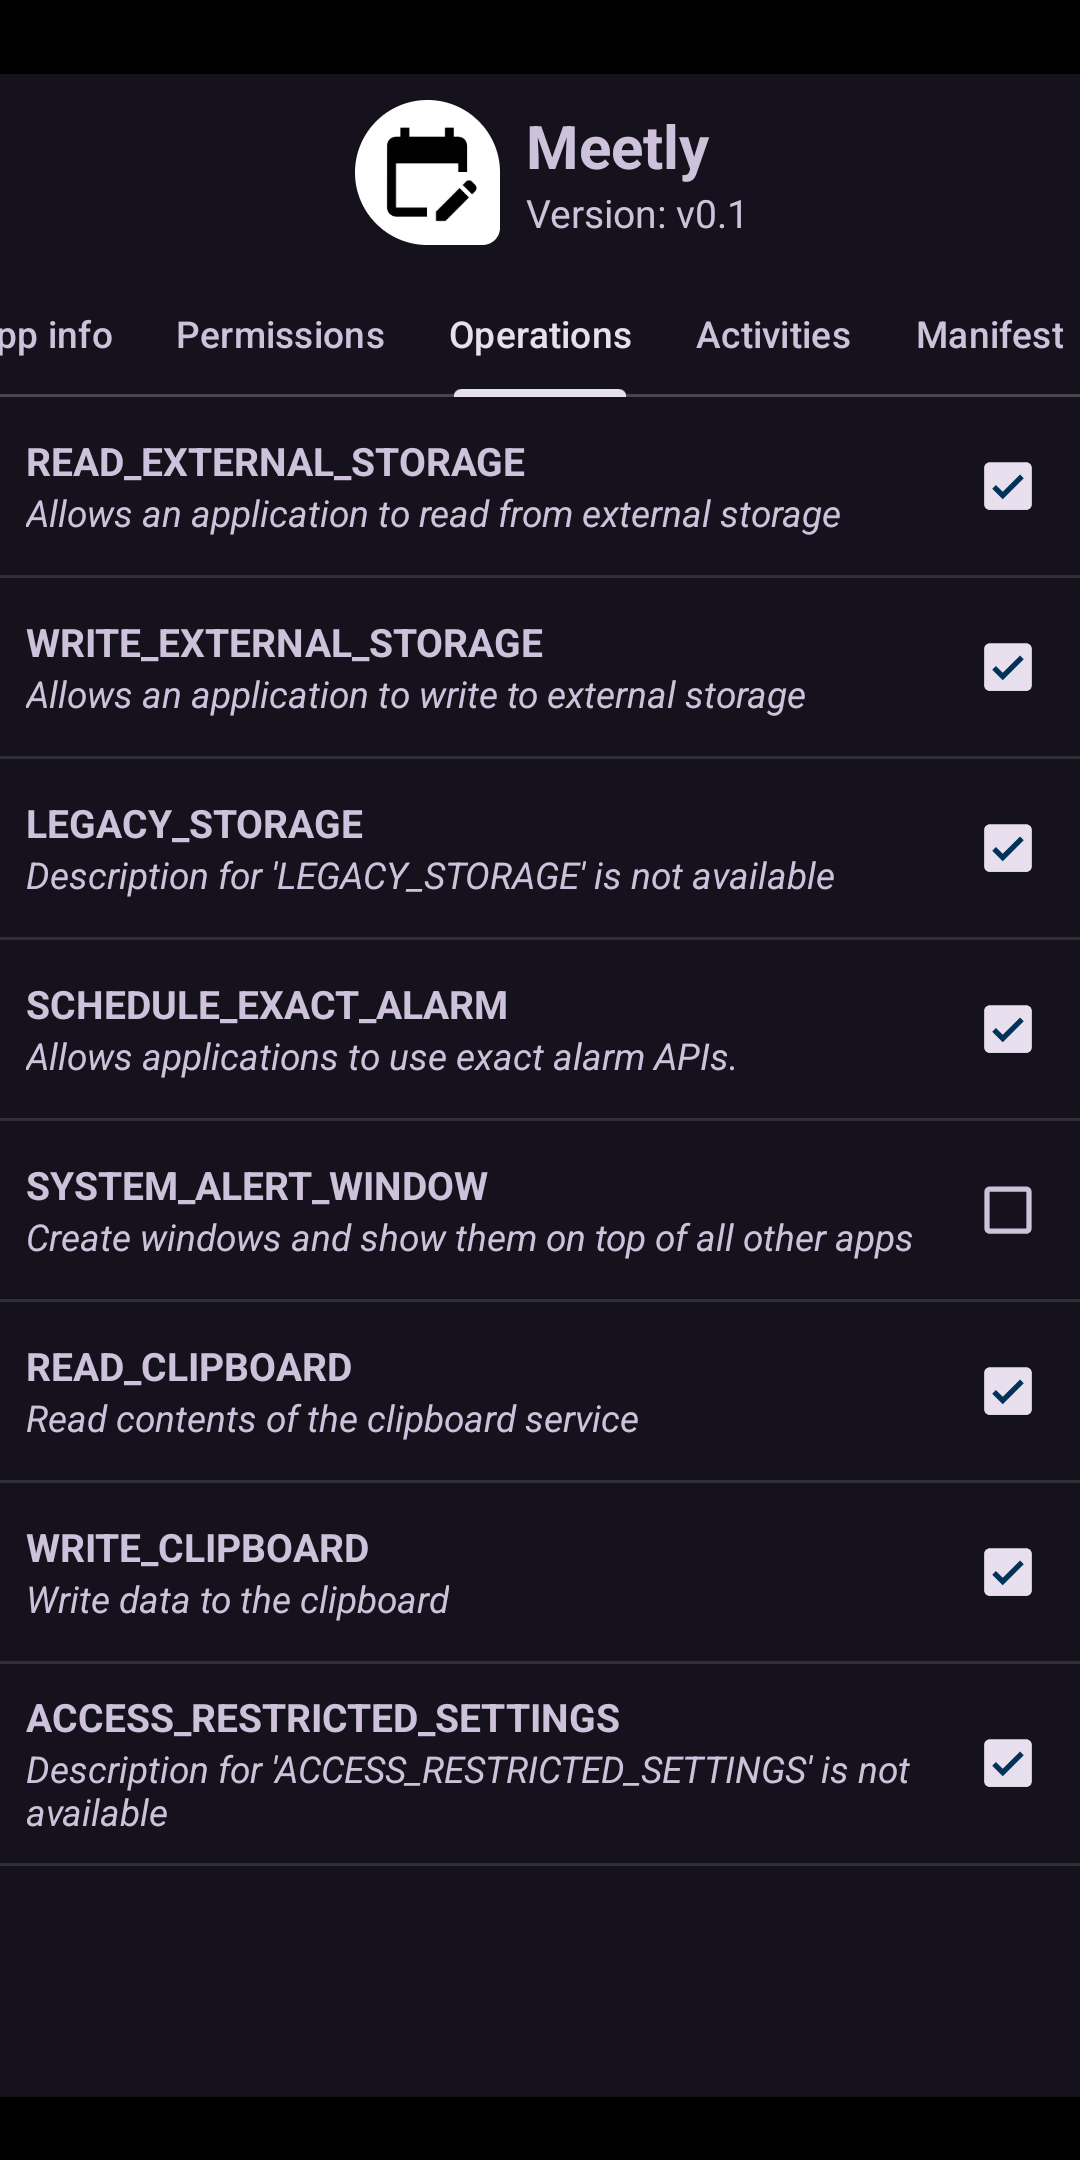 Meetly
Version: v0.1
pp info Permissions Operations Activities Manifest
READ_EXTERNAL_STORAGE
Allows an application to read from external storage
WRITE_EXTERNAL_STORAGE
Allows an application to write to external storage
LEGACY_STORAGE
Description for 'LEGACY_STORAGE' is not available
SCHEDULE_EXACT_ALARM
Allows applications to use exact alarm APIs.
SYSTEM_ALERT_WINDOW
Create windows and show them on top of all other apps
READ_CLIPBOARD
Read contents of the clipboard service
WRITE_CLIPBOARD
Write data to the clipboard
ACCESS_RESTRICTED_SETTINGS
Description for 'ACCESS_RESTRICTED_SETTINGS' is not
available